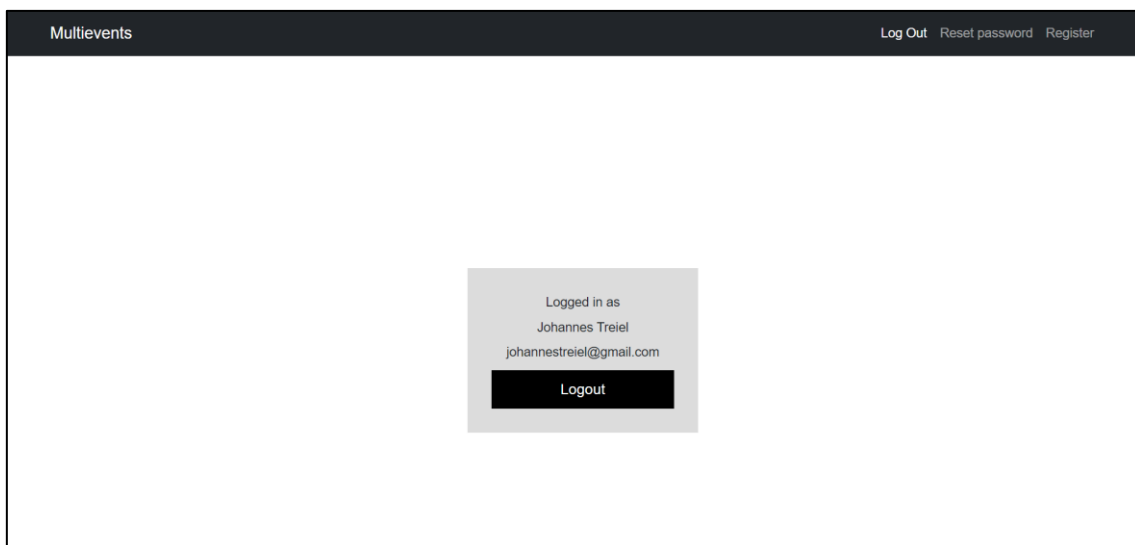 Multievents
Log Out Reset password Register
Logged in as
Johannes Treiel
johannestreiel@gmail.com
Logout